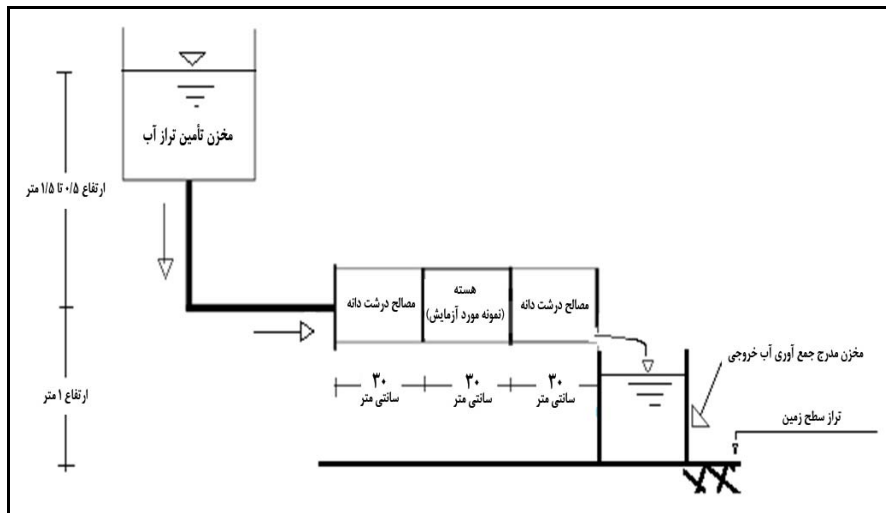 مخزن تأمین تراز آب
ارتفاع ۰/۵ تا ۱/۵ متر
مصالح درشت دانه
هسته
(نمونه مورد آزمایش)
مصالح درشت دانه
مخزن مدرج جمع آوری آب خروجی
۳۰
سانتی متر
۳۰
سانتی متر
۳۰
سانتی متر
ارتفاع ۱ متر
تراز سطح زمین